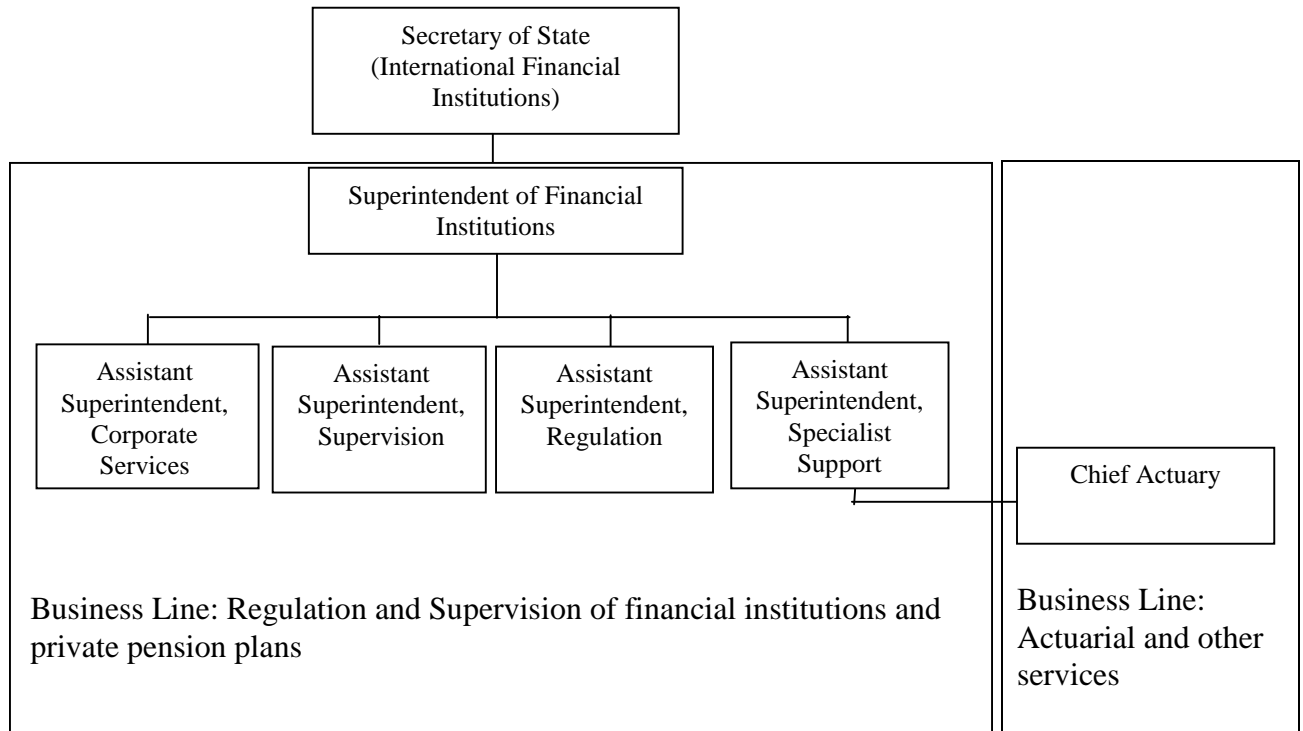 Secretary of State
(International Financial
Institutions)
Superintendent of Financial
Institutions
Assistant
Superintendent,
Corporate
Services
Assistant
Superintendent,
Supervision
Assistant
Superintendent,
Regulation
Assistant
Superintendent,
Specialist
Support
Chief Actuary
Business Line: Regulation and Supervision of financial institutions and
private pension plans
Business Line:
Actuarial and other
services